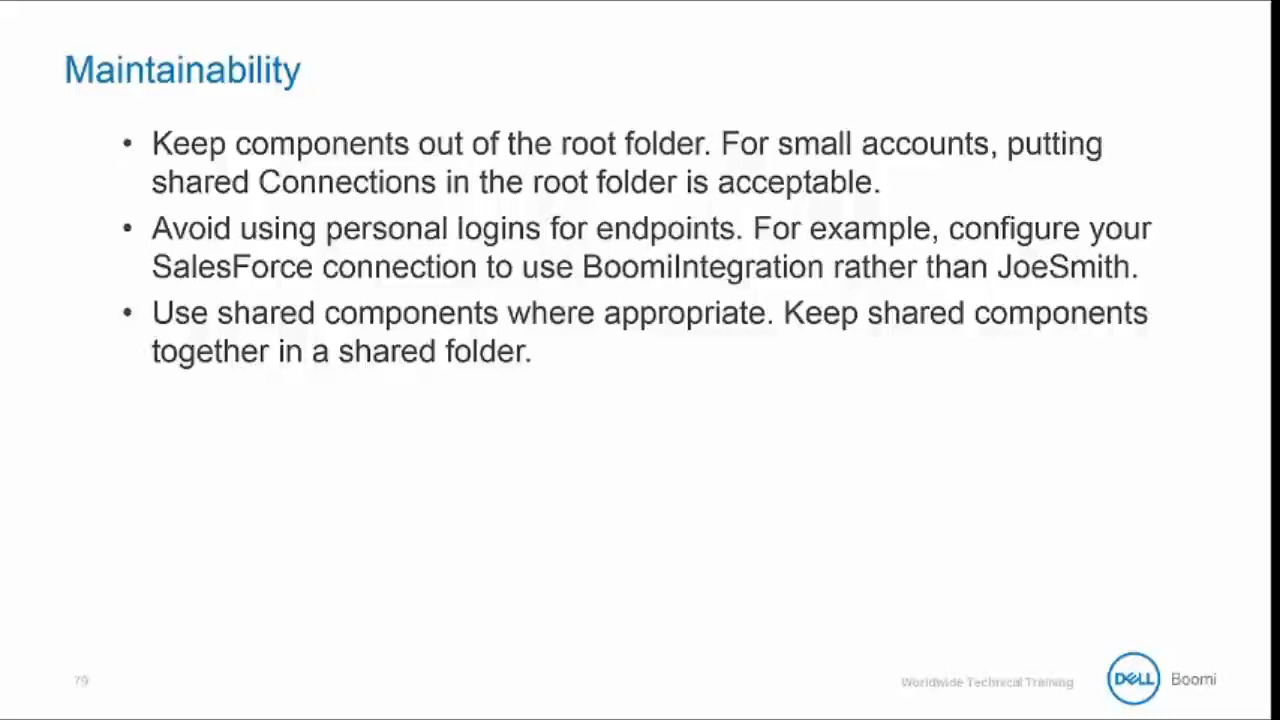 Maintainability
• Keep components out of the root folder. For small accounts, putting
shared Connections in the root folder is acceptable.
• Avoid using personal logins for endpoints. For example, configure your
SalesForce connection to use BoomiIntegration rather than JoeSmith.
• Use shared components where appropriate. Keep shared components
together in a shared folder.
79
Worldwide Technical Training
DELL Boomi